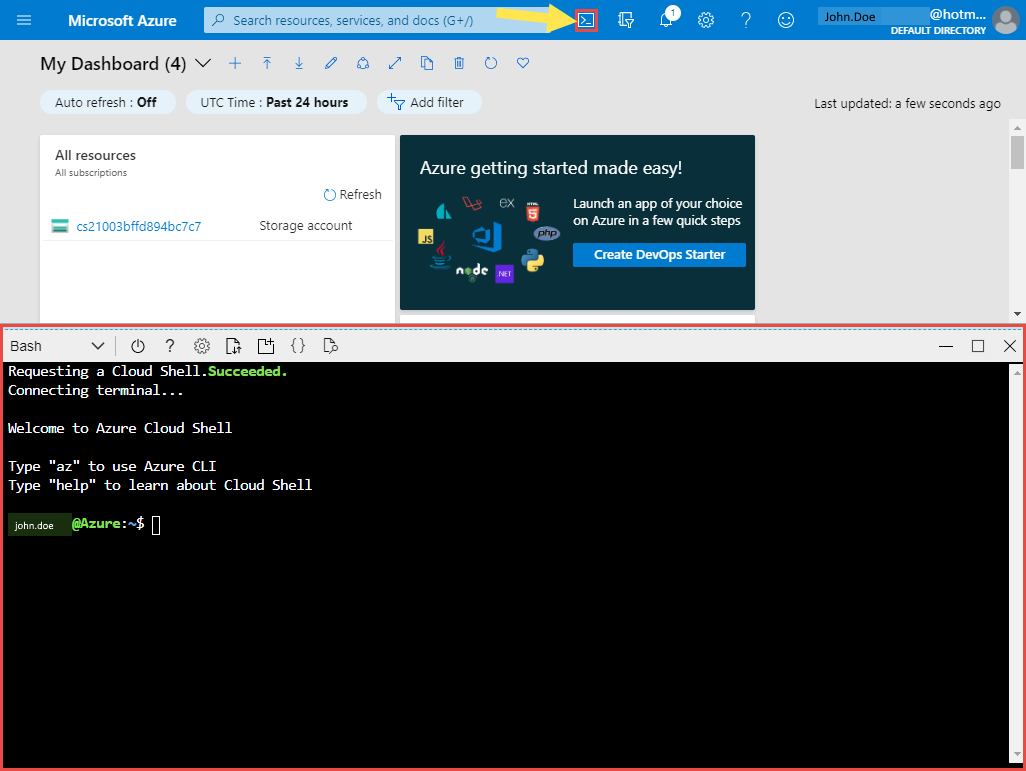 Microsoft Azure
Search resources, services, and docs (G+/)
1
John.Doe
@hotm...
DEFAULT DIRECTORY
My Dashboard (4)
Auto refresh : Off
UTC Time : Past 24 hours
Add filter
Last updated: a few seconds ago
All resources
All subscriptions
Refresh
cs21003bffd894bc7c7
Storage account
Azure getting started made easy!
ex
HTML
5
JS
php
node
NET
Launch an app of your choice
on Azure in a few quick steps
Create DevOps Starter
Bash
Requesting a Cloud Shell.Succeeded.
Connecting terminal...
Welcome to Azure Cloud Shell
Type "az" to use Azure CLI
Type "help" to learn about Cloud Shell
john.doe@Azure:~$